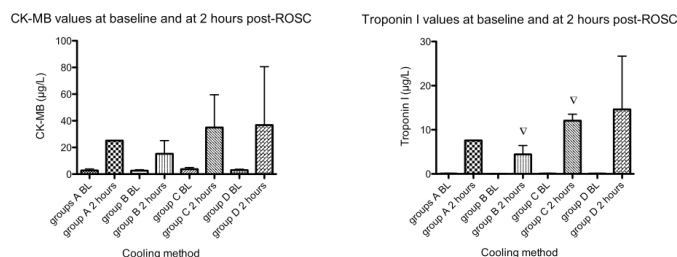 CK-MB values at baseline and at 2 hours post-ROSC
CK-MB (µg/L)
100
80
60
40
20
0
groups A BL
group A 2 hours
group B BL
group B 2 hours
group C BL
group C 2 hours
group D BL
group D 2 hours
Cooling method
Troponin I values at baseline and at 2 hours post-ROSC
Troponin I (µg/L)
30
20
10
0
∇
∇
groups A BL
group A 2 hours
group B BL
group B 2 hours
group C BL
group C 2 hours
group D BL
group D 2 hours
Cooling method